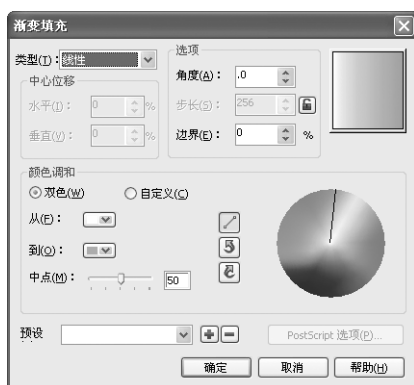 渐变填充
类型(T)：线性
中心位移
水平(I)： 0 %
垂直(V)： 0 %
选项
角度(A)： .0
步长(S)： 256
边界(E)： 0 %
颜色调和
双色(W) 自定义(C)
从(F)：
到(O)：
中点(M)： 50
预设
PostScript 选项(P)...
确定 取消 帮助(H)